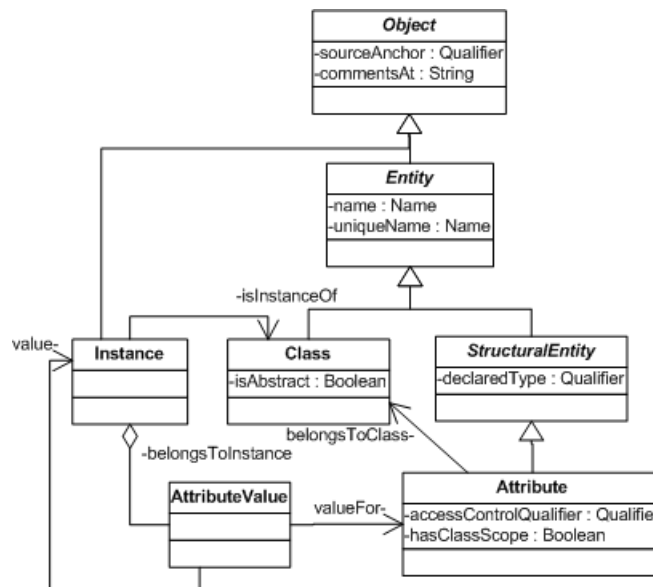 Object
-sourceAnchor : Qualifier
-commentsAt : String
Entity
-name : Name
-uniqueName : Name
-isInstanceOf
value-
Instance
Class
-isAbstract : Boolean
StructuralEntity
-declaredType : Qualifier
belongsToClass-
-belongsToInstance
AttributeValue
valueFor-
Attribute
-accessControlQualifier : Qualifie
-hasClassScope : Boolean